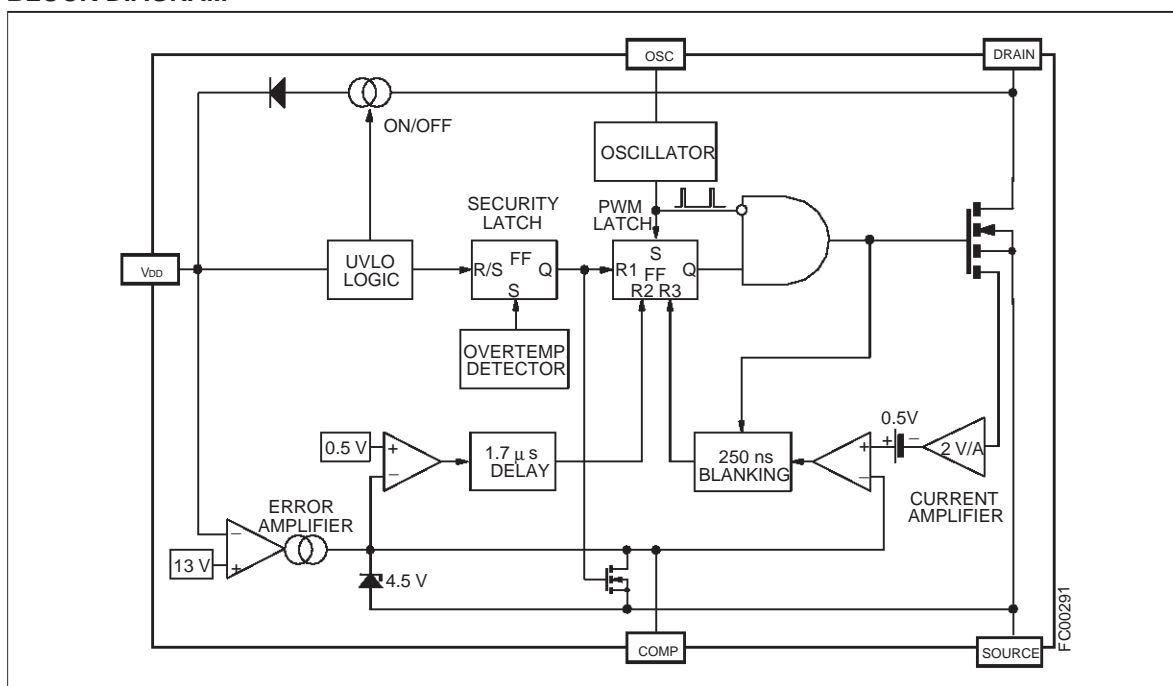 OSC
DRAIN
ON/OFF
OSCILLATOR
SECURITY
LATCH
PWM
LATCH
VDD
UVLO
LOGIC
R/S
FF
Q
S
R1
S
FF
Q
R2 R3
OVERTEMP
DETECTOR
0.5 V
+
−
1.7 μs
DELAY
250 ns
BLANKING
+
−
0.5V
+
−
2 V/A
CURRENT
AMPLIFIER
ERROR
AMPLIFIER
13 V
−
+
4.5 V
COMP
SOURCE
FC00291